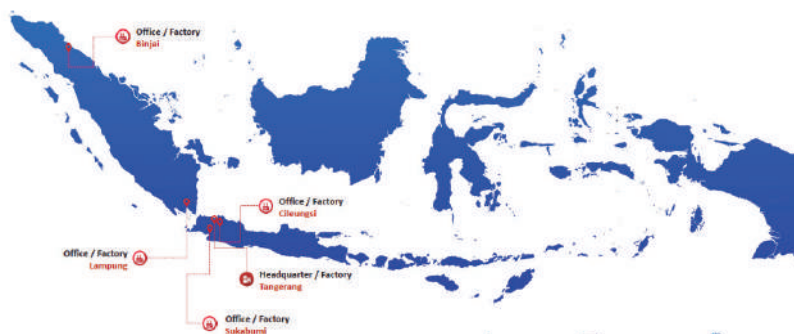 Office / Factory
Binjai
Office / Factory
Cileungsi
Office / Factory
Lampung
Headquarter / Factory
Tangerang
Office / Factory
Sukabumi